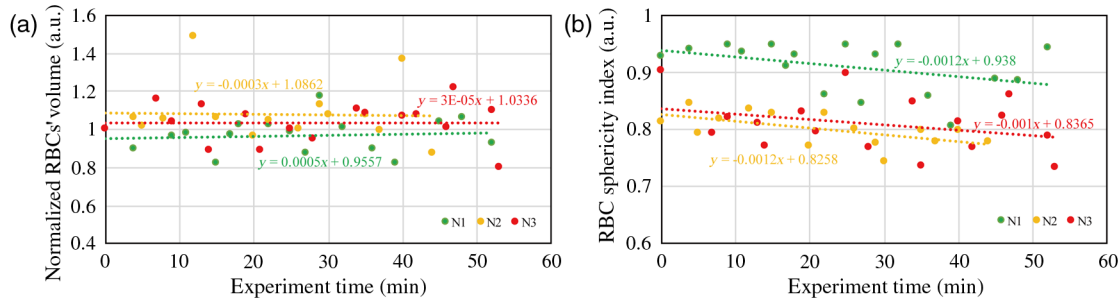 (a)
Normalized RBCs' volume (a.u.)
1.6
1.4
1.2
1
0.8
0.6
0.4
y = -0.0003x + 1.0862
y = 3E-05x + 1.0336
y = 0.0005x + 0.9557
N1 N2 N3
0 10 20 30 40 50 60
Experiment time (min)
(b)
RBC sphericity index (a.u.)
1
0.9
0.8
0.7
0.6
y = -0.0012x + 0.938
y = -0.001x + 0.8365
y = -0.0012x + 0.8258
N1 N2 N3
0 10 20 30 40 50 60
Experiment time (min)